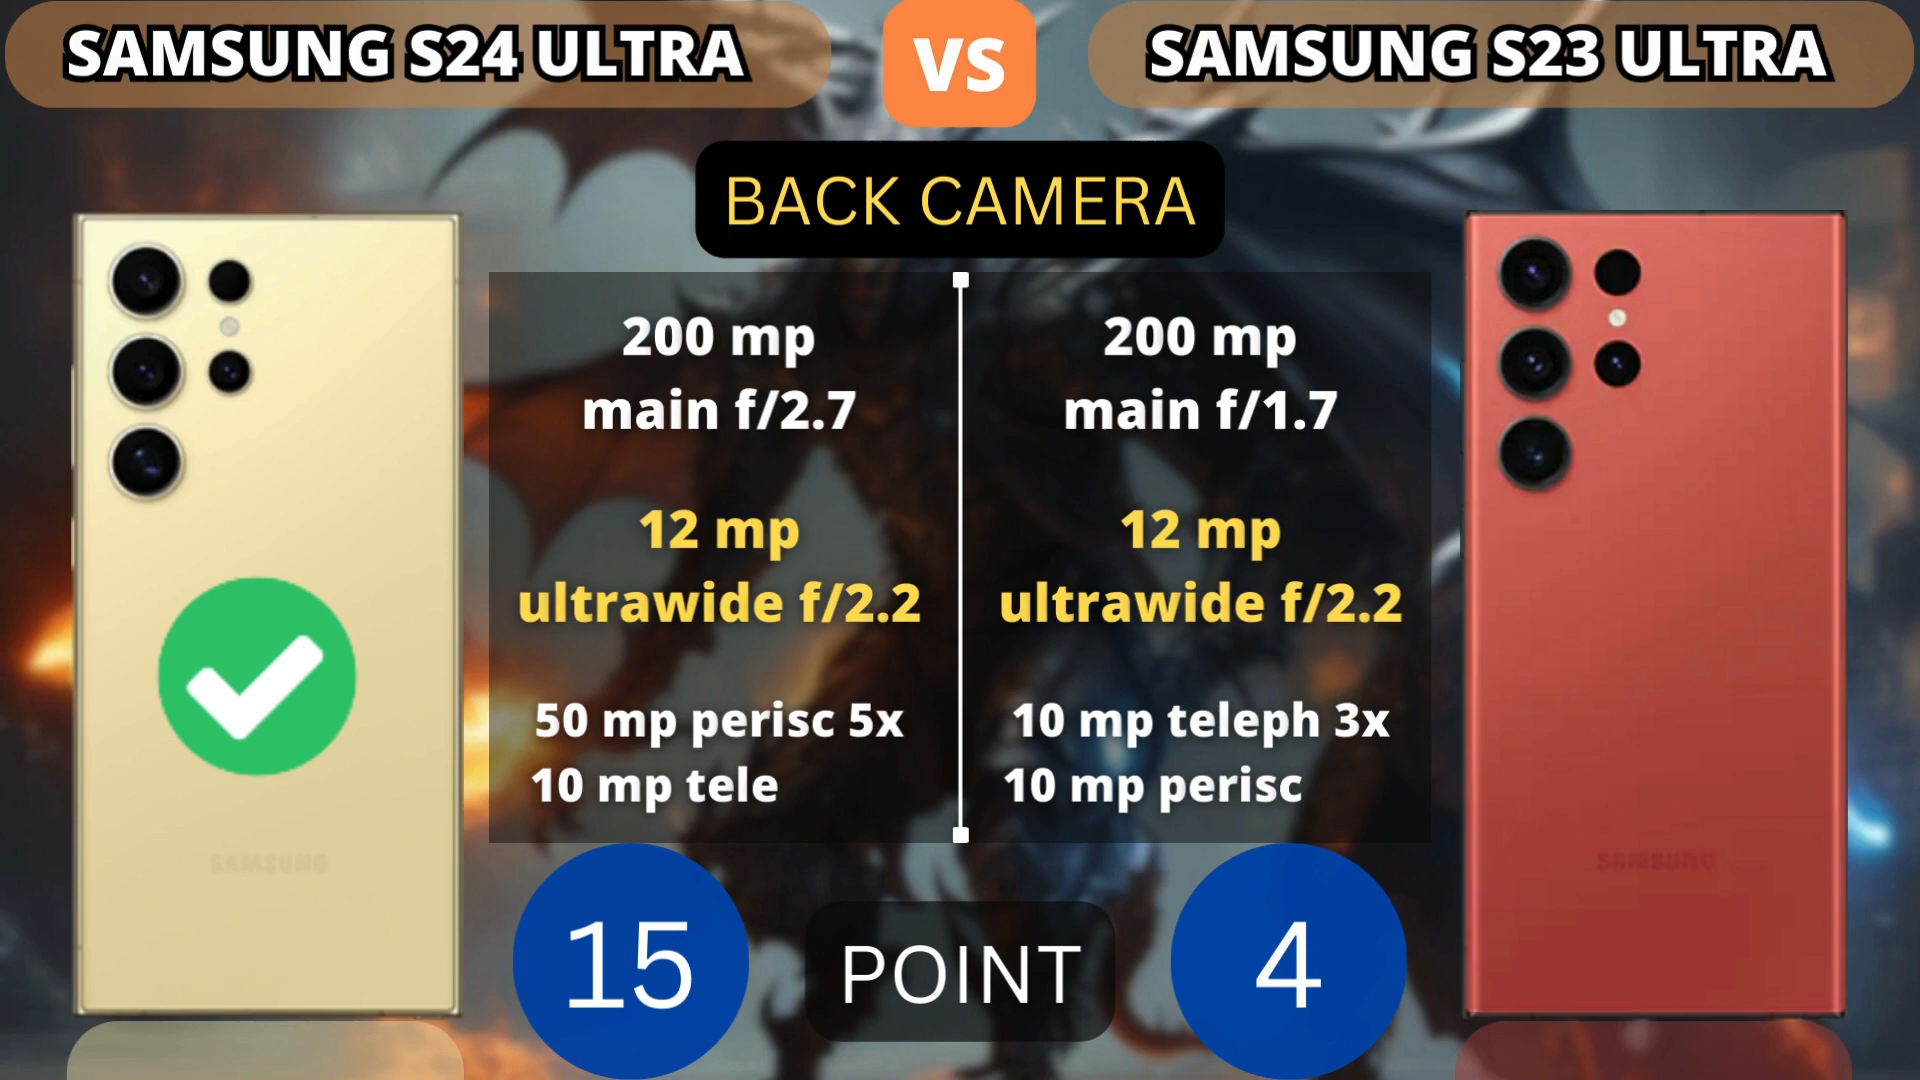 SAMSUNG S24 ULTRA
VS
SAMSUNG S23 ULTRA
BACK CAMERA
200 mp
main f/2.7
12 mp
ultrawide f/2.2
50 mp perisc 5x
10 mp tele
200 mp
main f/1.7
12 mp
ultrawide f/2.2
10 mp teleph 3x
10 mp perisc
SAMSUNG
SAMSUNG
15
POINT
4